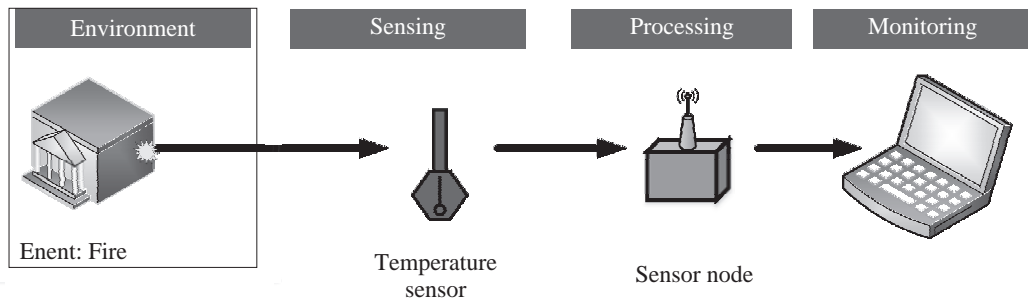 Environment
Sensing
Processing
Monitoring
Enent: Fire
Temperature
sensor
Sensor node